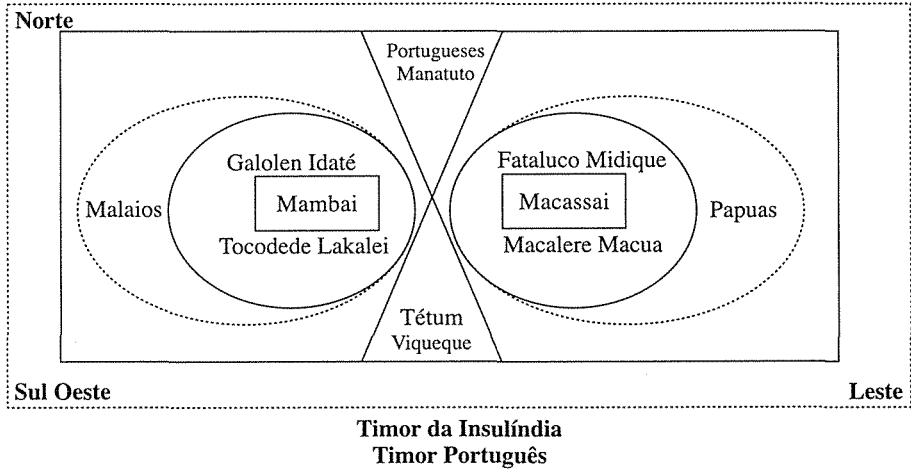 Norte
Portugueses
Manatuto
Galolen Idaté
Mambai
Tocodede Lakalei
Malaios
Fataluco Midique
Macassai
Macalere Macua
Papuas
Tétum
Viqueque
Sul Oeste
Leste
Timor da Insulíndia
Timor Português